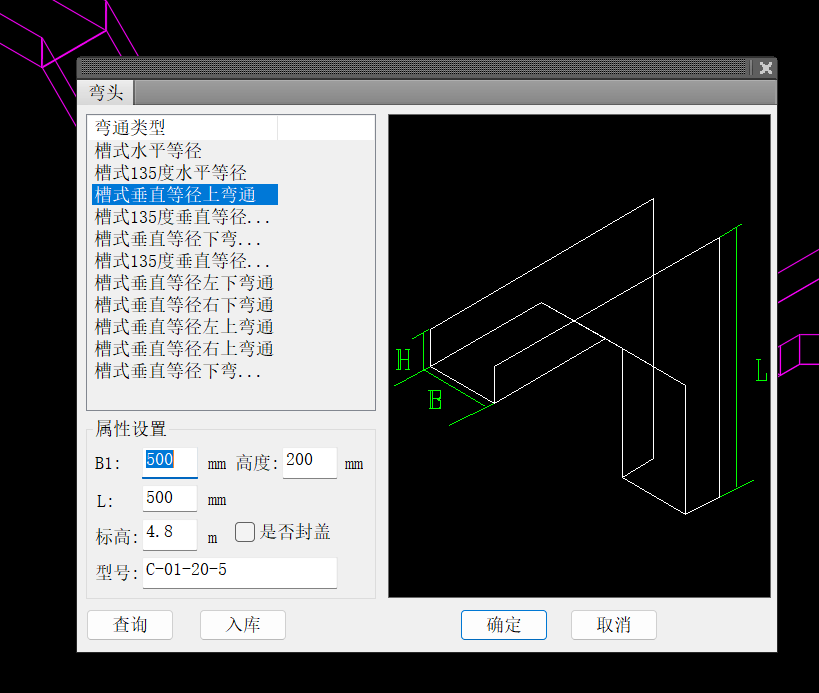 弯头
弯通类型
槽式水平等径
槽式135度水平等径
槽式垂直等径上弯通
槽式135度垂直等径...
槽式垂直等径下弯...
槽式135度垂直等径...
槽式垂直等径左下弯通
槽式垂直等径右下弯通
槽式垂直等径左上弯通
槽式垂直等径右上弯通
槽式垂直等径下弯...
H
B
L
属性设置
B1: 500 mm 高度: 200 mm
L: 500 mm
标高: 4.8 m 是否封盖
型号: C-01-20-5
查询 入库 确定 取消